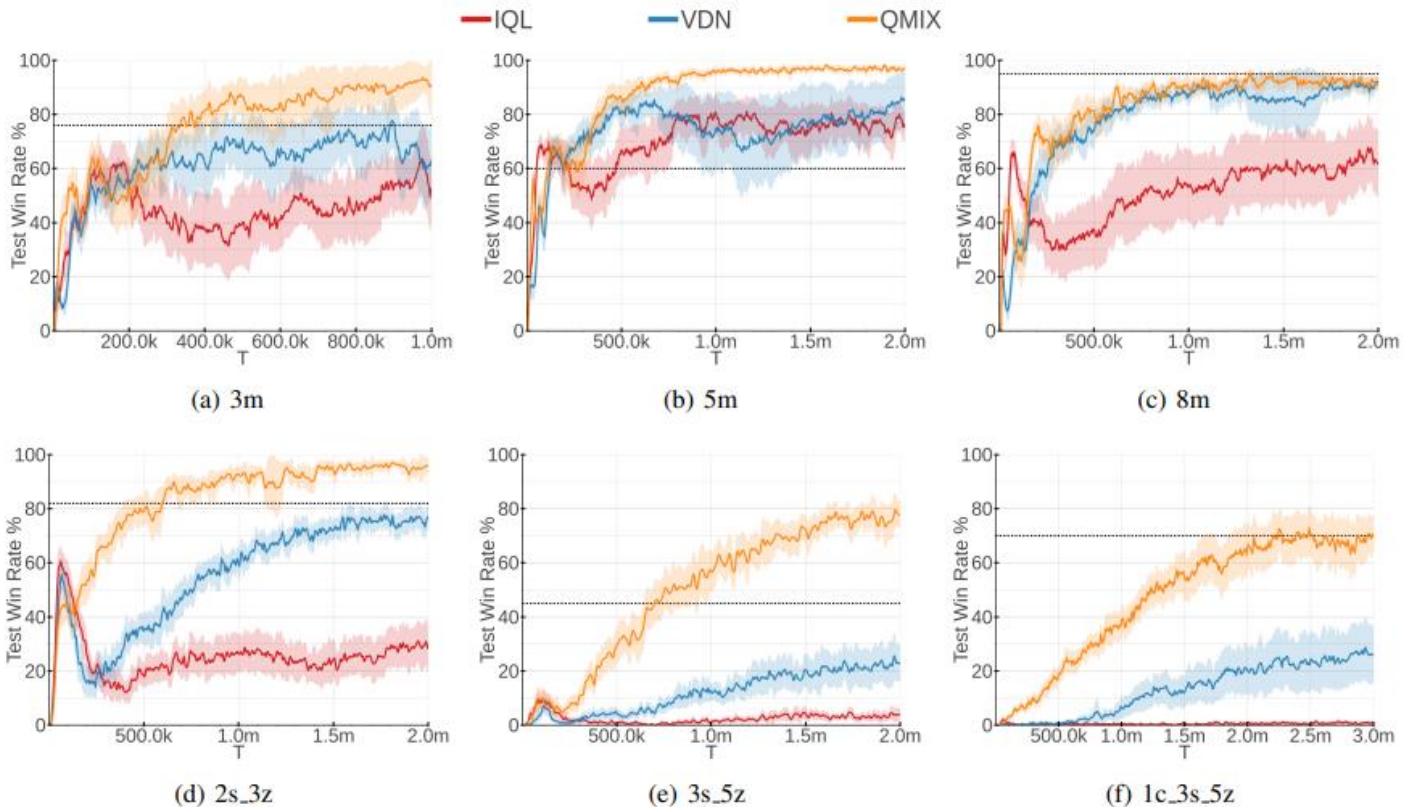 IQL VDN QMIX
Test Win Rate %
100
80
60
40
20
0
200.0k 400.0k 600.0k 800.0k 1.0m
T
(a) 3m
Test Win Rate %
100
80
60
40
20
0
500.0k 1.0m 1.5m 2.0m
T
(b) 5m
Test Win Rate %
100
80
60
40
20
0
500.0k 1.0m 1.5m 2.0m
T
(c) 8m
Test Win Rate %
100
80
60
40
20
0
500.0k 1.0m 1.5m 2.0m
T
(d) 2s_3z
Test Win Rate %
100
80
60
40
20
0
500.0k 1.0m 1.5m 2.0m
T
(e) 3s_5z
Test Win Rate %
100
80
60
40
20
0
500.0k 1.0m 1.5m 2.0m 2.5m 3.0m
T
(f) 1c_3s_5z